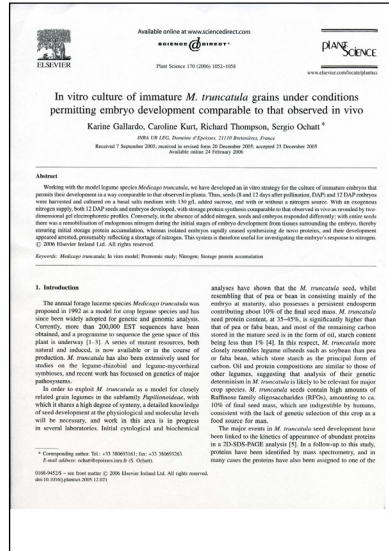 Available online at www.sciencedirect.com
SCIENCE DIRECT®
ELSEVIER
PLANT SCIENCE
Plant Science 170 (2006) 1052–1058
www.elsevier.com/locate/plantsci
In vitro culture of immature M. truncatula grains under conditions
permitting embryo development comparable to that observed in vivo
Karine Gallardo, Caroline Kurt, Richard Thompson, Sergio Ochatt *
INRA UR LEG, Domaine d'Epoisses, 21110 Bretenières, France
Received 7 September 2005; received in revised form 20 December 2005; accepted 23 December 2005
Available online 24 February 2006
Abstract
Working with the model legume species Medicago truncatula, we have developed an in vitro strategy for the culture of immature embryos that
permits their development in a way comparable to that observed in planta. Thus, seeds (8 and 12 days after pollination, DAP) and 12 DAP embryos
were harvested and cultured on a basal salts medium with 130 g/L added sucrose, and with or without a nitrogen source. With an exogenous
nitrogen supply, both 12 DAP seeds and embryos developed, with storage protein synthesis comparable to that observed in vivo as revealed by two-
dimensional gel electrophoretic profiles. Conversely, in the absence of added nitrogen, seeds and embryos responded differently: with entire seeds
there was a remobilisation of endogenous nitrogen during the initial stages of embryo development from tissues surrounding the embryo, thereby
ensuring initial storage protein accumulation, whereas isolated embryos rapidly ceased synthesizing de novo proteins, and their development
appeared arrested, presumably reflecting a shortage of nitrogen. This system is therefore useful for investigating the embryo's response to nitrogen.
© 2006 Elsevier Ireland Ltd. All rights reserved.
Keywords: Medicago truncatula; In vitro model; Proteomic study; Nitrogen; Storage protein accumulation
1. Introduction
The annual forage lucerne species Medicago truncatula was
proposed in 1992 as a model for crop legume species and has
since been widely adopted for genetic and genomic analysis.
Currently, more than 200,000 EST sequences have been
obtained, and a programme to sequence the gene space of this
plant is underway [1–3]. A series of mutant resources, both
natural and induced, is now available or in the course of
production. M. truncatula has also been extensively used for
studies on the legume-rhizobial and legume-mycorrhizal
symbioses, and recent work has focused on genetics of major
pathosystems.
In order to exploit M. truncatula as a model for closely
related grain legumes in the subfamily Papilionideae, with
which it shares a high degree of synteny, a detailed knowledge
of seed development at the physiological and molecular levels
will be necessary, and work in this area is in progress
in several laboratories. Initial cytological and biochemical
* Corresponding author. Tel.: +33 380693161; fax: +33 380693263.
E-mail address: ochatt@epoisses.inra.fr (S. Ochatt).
0168-9452/$ – see front matter © 2006 Elsevier Ireland Ltd. All rights reserved.
doi:10.1016/j.plantsci.2005.12.021
analyses have shown that the M. truncatula seed, whilst
resembling that of pea or bean in consisting mainly of the
embryo at maturity, also possesses a persistent endosperm
contributing about 10% of the final seed mass. M. truncatula
seed protein content, at 35–45%, is significantly higher than
that of pea or faba bean, and most of the remaining carbon
stored in the mature seed is in the form of oil, starch content
being less than 1% [4]. In this respect, M. truncatula more
closely resembles legume oilseeds such as soybean than pea
or faba bean, which store starch as the principal form of
carbon. Oil and protein compositions are similar to those of
other legumes, suggesting that analysis of their genetic
determinism in M. truncatula is likely to be relevant for major
crop species. M. truncatula seeds contain high amounts of
Raffinose family oligosaccharides (RFOs), amounting to ca.
10% of final seed mass, which are indigestible by humans,
consistent with the lack of genetic selection of this crop as a
food source for man.
The major events in M. truncatula seed development have
been linked to the kinetics of appearance of abundant proteins
in a 2D-SDS-PAGE analysis [5]. In a follow-up to this study,
proteins have been identified by mass spectrometry, and in
many cases the proteins have also been assigned to one of the